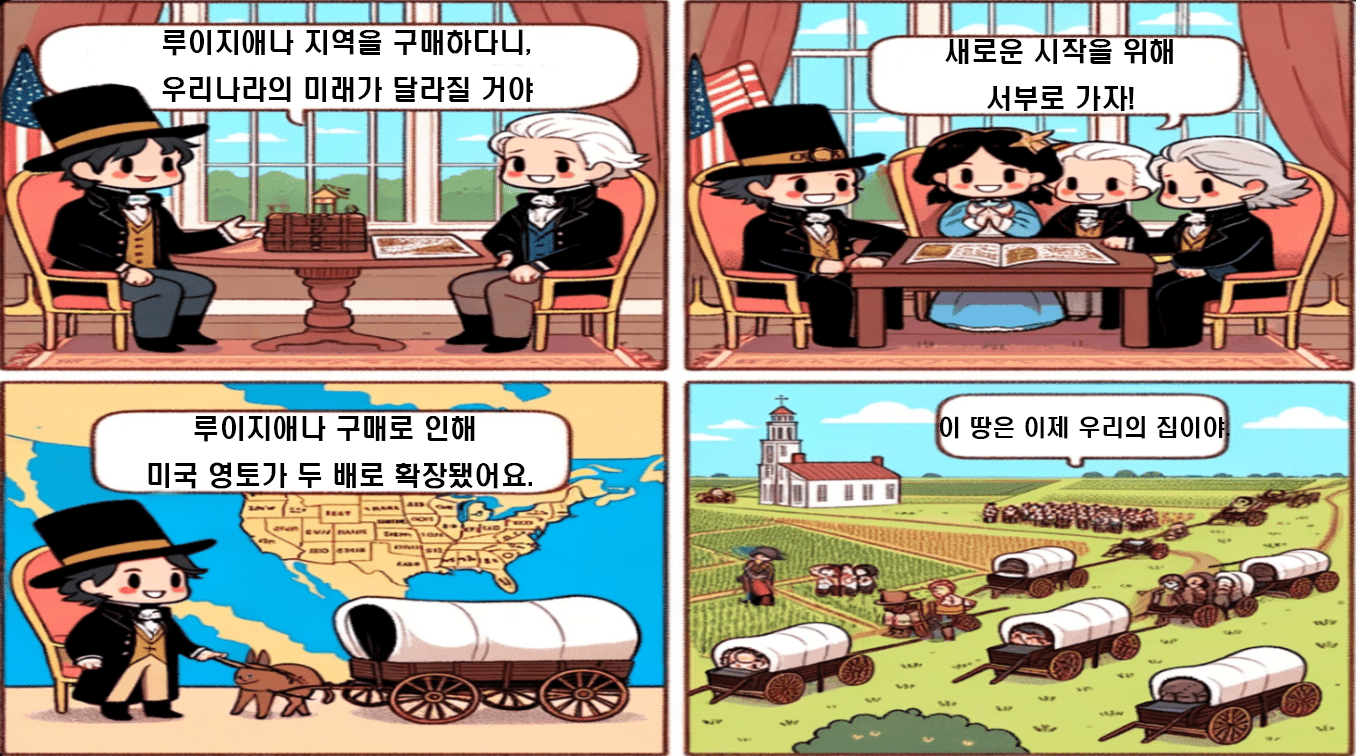 루이지애나 지역을 구매하다니,
우리나라의 미래가 달라질 거야
새로운 시작을 위해
서부로 가자!
루이지애나 구매로 인해
미국 영토가 두 배로 확장됐어요.
이 땅은 이제 우리의 집이야.